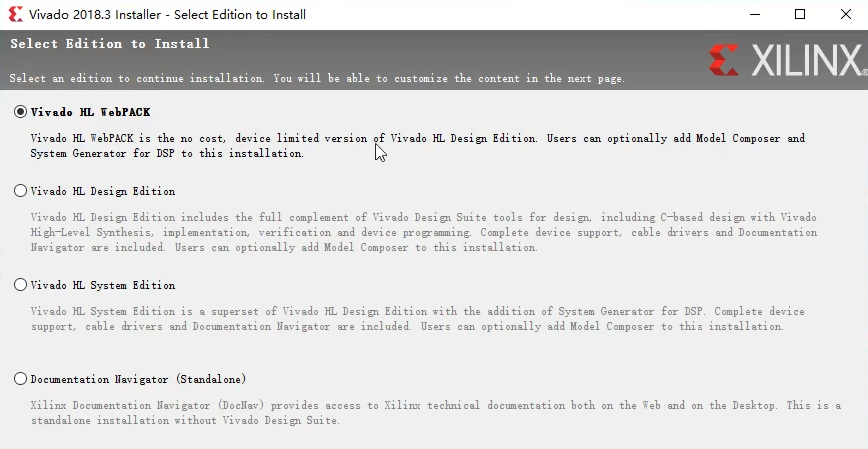 Vivado 2018.3 Installer - Select Edition to Install
Select Edition to Install
XILINX®
Select an edition to continue installation. You will be able to customize the content in the next page.
Vivado HL WebPACK
Vivado HL WebPACK is the no cost, device limited version of Vivado HL Design Edition. Users can optionally add Model Composer and
System Generator for DSP to this installation.
Vivado HL Design Edition
Vivado HL Design Edition includes the full complement of Vivado Design Suite tools for design, including C-based design with Vivado
High-Level Synthesis, implementation, verification and device programming. Complete device support, cable drivers and Documentation
Navigator are included. Users can optionally add Model Composer to this installation.
Vivado HL System Edition
Vivado HL System Edition is a superset of Vivado HL Design Edition with the addition of System Generator for DSP. Complete device
support, cable drivers and Documentation Navigator are included. Users can optionally add Model Composer to this installation.
Documentation Navigator (Standalone)
Xilinx Documentation Navigator (DocNav) provides access to Xilinx technical documentation both on the Web and on the Desktop. This is a
standalone installation without Vivado Design Suite.